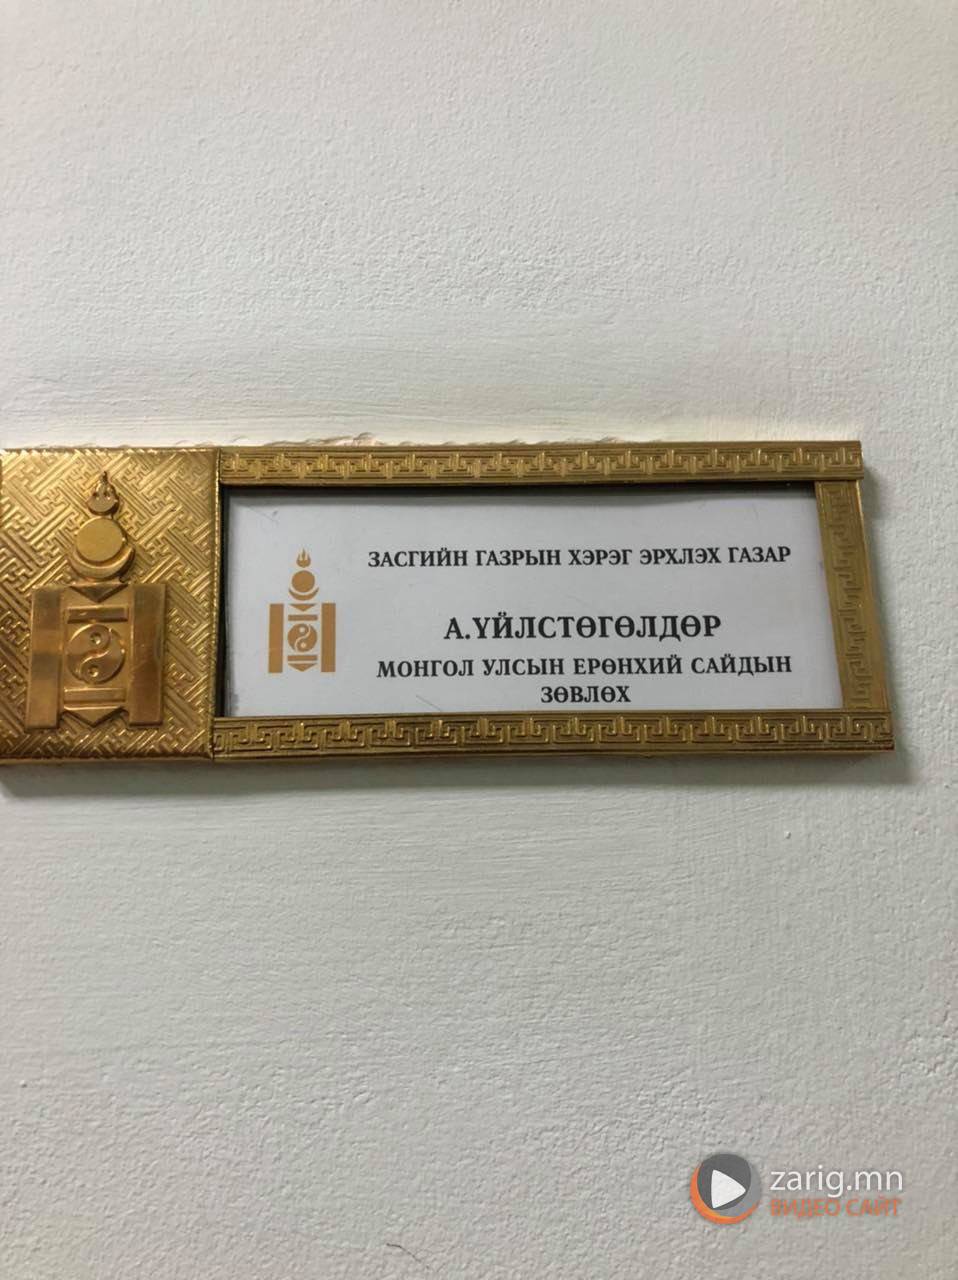 ЗАСГИЙН ГАЗРЫН ХЭРЭГ ЭРХЛЭХ ГАЗАР
А.ҮЙЛСТӨГӨЛДӨР
МОНГОЛ УЛСЫН ЕРӨНХИЙ САЙДЫН
ЗӨВЛӨХ
zarig.mn
ВИДЕО САЙТ